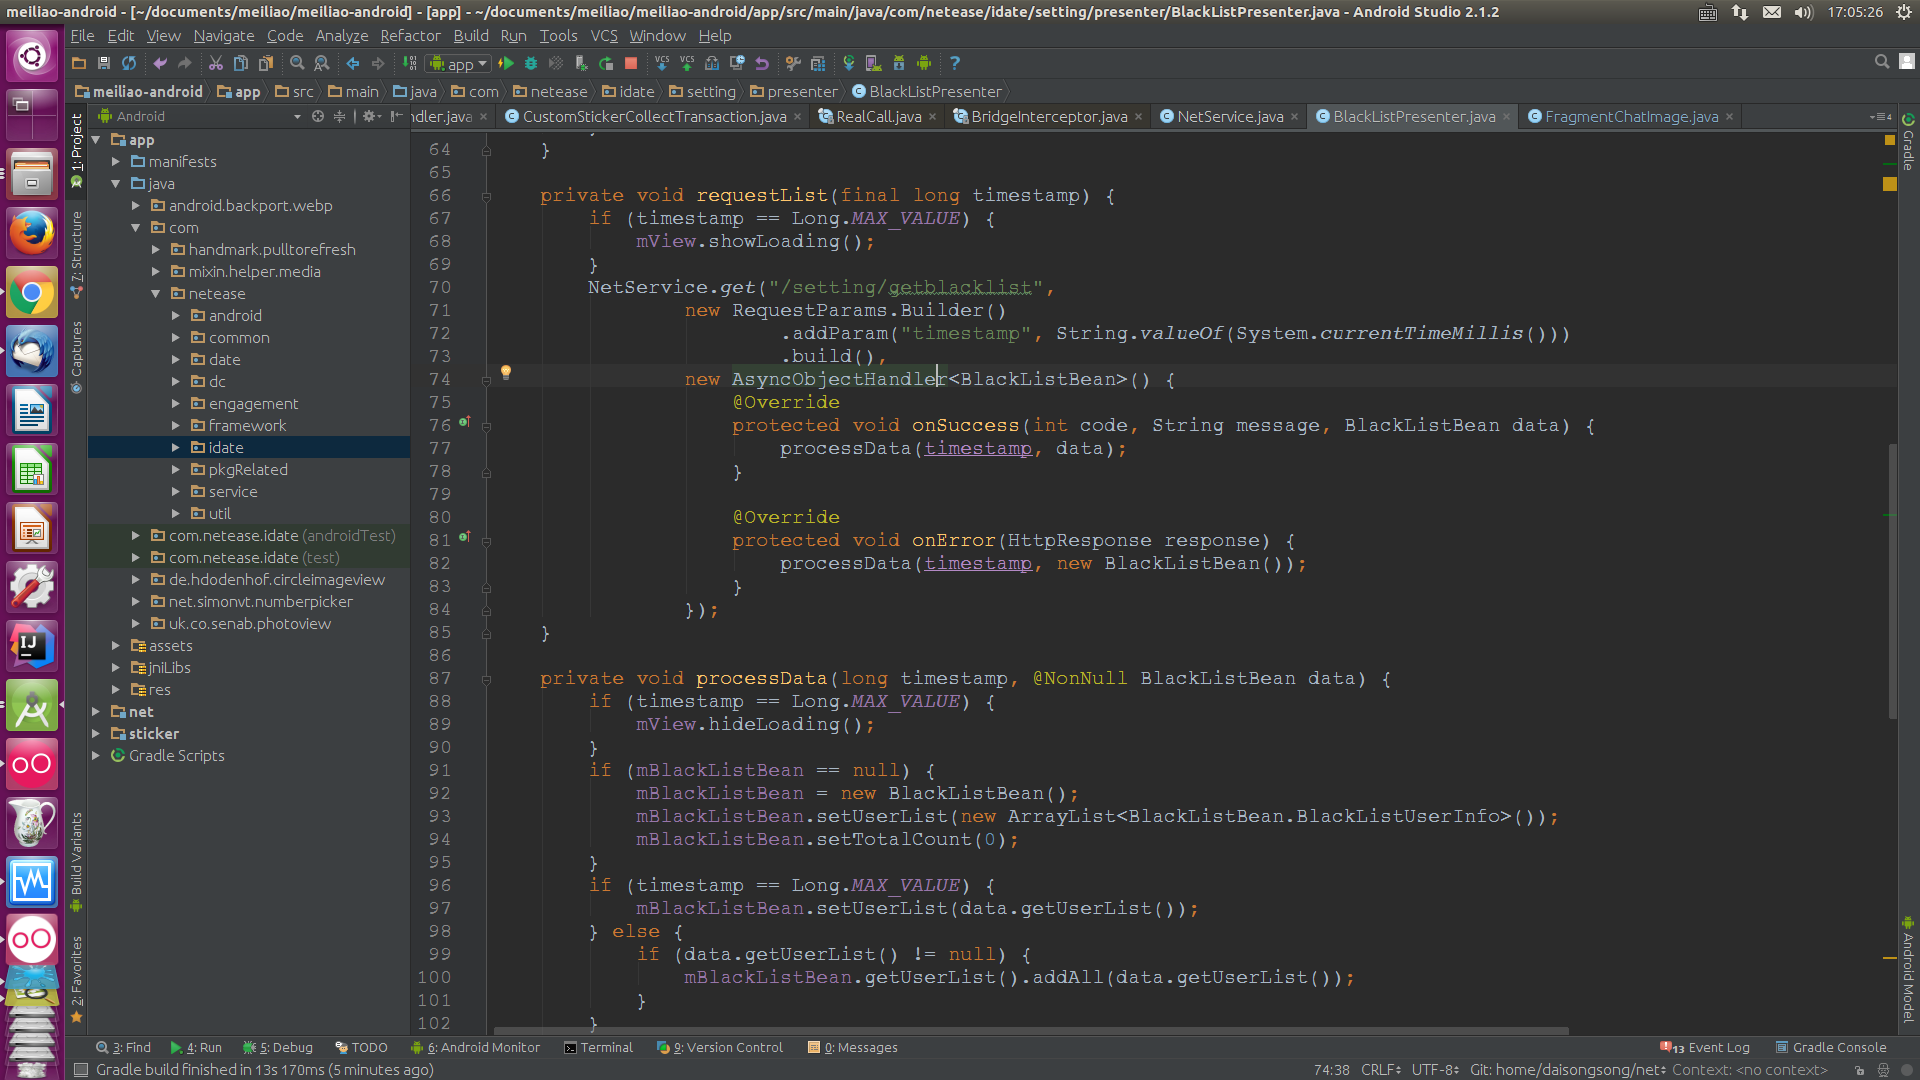 meiliao-android - [~/documents/meiliao/meiliao-android] - [app] - ~/documents/meiliao/meiliao-android/app/src/main/java/com/netease/idate/setting/presenter/BlackListPresenter.java - Android Studio 2.1.2
17:05:26
File Edit View Navigate Code Analyze Refactor Build Run Tools VCS Window Help
app
meiliao-android app src main java com netease idate setting presenter BlackListPresenter
Android
ndler.java CustomStickerCollectTransaction.java RealCall.java BridgeInterceptor.java NetService.java BlackListPresenter.java FragmentChatImage.java
1: Project
7: Structure
Captures
Build Variants
2: Favorites
app
manifests
java
android.backport.webp
com
handmark.pulltorefresh
mixin.helper.media
netease
android
common
date
dc
engagement
framework
idate
pkgRelated
service
util
com.netease.idate (androidTest)
com.netease.idate (test)
de.hdodenhof.circleimageview
net.simonvt.numberpicker
uk.co.senab.photoview
assets
jniLibs
res
net
sticker
Gradle Scripts
64 }
65
66 private void requestList(final long timestamp) {
67 if (timestamp == Long.MAX_VALUE) {
68 mView.showLoading();
69 }
70 NetService.get("/setting/getblacklist",
71 new RequestParams.Builder()
72 .addParam("timestamp", String.valueOf(System.currentTimeMillis()))
73 .build(),
74 new AsyncObjectHandler<BlackListBean>() {
75 @Override
76 protected void onSuccess(int code, String message, BlackListBean data) {
77 processData(timestamp, data);
78 }
79
80 @Override
81 protected void onError(HttpResponse response) {
82 processData(timestamp, new BlackListBean());
83 }
84 });
85 }
86
87 private void processData(long timestamp, @NonNull BlackListBean data) {
88 if (timestamp == Long.MAX_VALUE) {
89 mView.hideLoading();
90 }
91 if (mBlackListBean == null) {
92 mBlackListBean = new BlackListBean();
93 mBlackListBean.setUserList(new ArrayList<BlackListBean.BlackListUserInfo>());
94 mBlackListBean.setTotalCount(0);
95 }
96 if (timestamp == Long.MAX_VALUE) {
97 mBlackListBean.setUserList(data.getUserList());
98 } else {
99 if (data.getUserList() != null) {
100 mBlackListBean.getUserList().addAll(data.getUserList());
101 }
102 }
Gradle
Android Model
3: Find 4: Run 5: Debug TODO 6: Android Monitor Terminal 9: Version Control 0: Messages 13 Event Log Gradle Console
Gradle build finished in 13s 170ms (5 minutes ago) 74:38 CRLF UTF-8 Git: home/daisongsong/net Context: <no context>